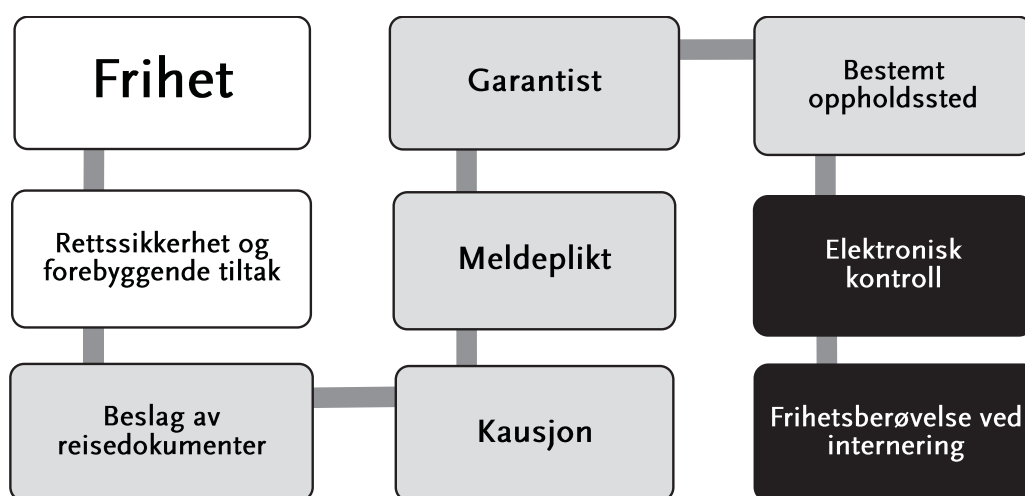 Frihet
Rettssikkerhet og
forebyggende tiltak
Beslag av
reisedokumenter
Kausjon
Meldeplikt
Garantist
Bestemt
oppholdssted
Elektronisk
kontroll
Frihetsberøvelse ved
internering